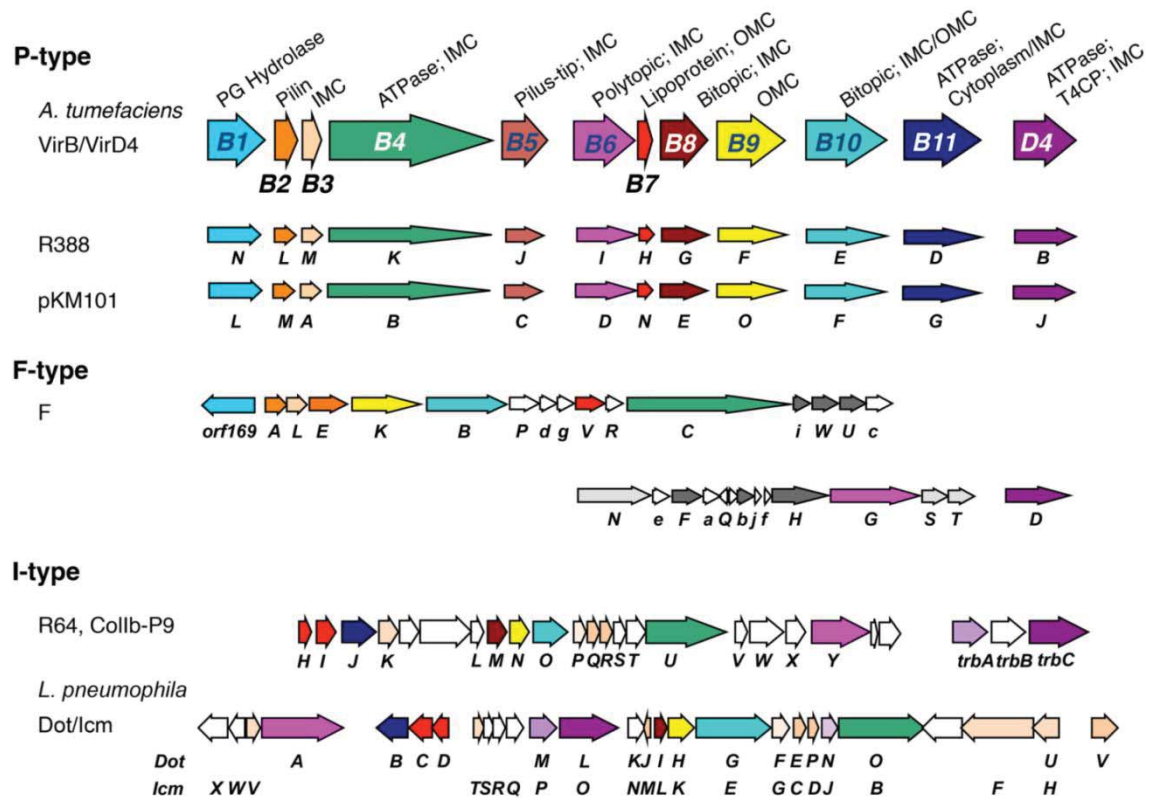 P-type
PG Hydrolase
Pilin
IMC
ATPase; IMC
Pilus-tip; IMC
Polytopic; IMC
Lipoprotein; OMC
Bitopic; IMC
OMC
Bitopic; IMC/OMC
ATPase;
Cytoplasm/IMC
ATPase;
T4CP; IMC
A. tumefaciens
VirB/VirD4
B1 B2 B3 B4 B5 B6 B7 B8 B9 B10 B11 D4
R388
N L M K J I H G F E D B
pKM101
L M A B C D N E O F G J
F-type
F
orf169 A L E K B P d g V R C i W U c
N e F a Q b j f H G S T D
I-type
R64, Collb-P9
H I J K L M N O P Q R S T U V W X Y trbA trbB trbC
L. pneumophila
Dot/Icm
Dot A B C D M L K J I H G F E P N O U V
Icm X W V T S R Q P O N M L K E G C D J B F H